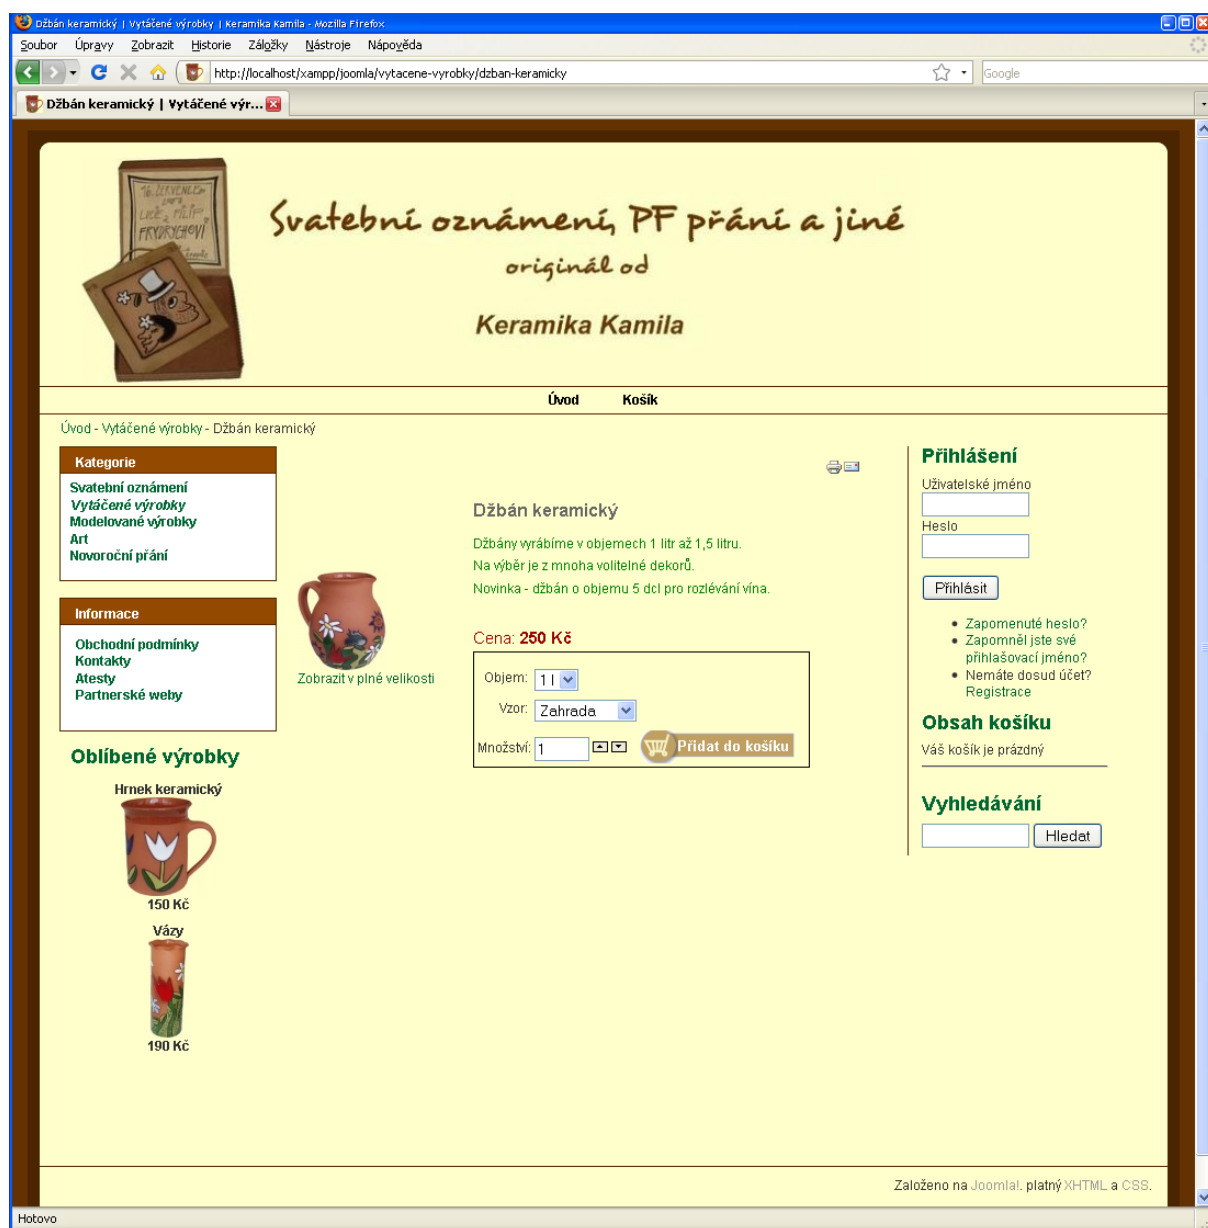 Džbán keramický | Vytáčené výrobky | Keramika Kamila - Mozilla Firefox
Soubor Úpravy Zobrazit Historie Záložky Nástroje Nápověda
http://localhost/xampp/joomla/vytacene-vyrobky/dzban-keramicky
Google
Džbán keramický | Vytáčené výr...
16. ČERVENCE
LUCIE a FILIP
FRYDRYCHOVI
Svatební oznámení, PF přání a jiné
originál od
Keramika Kamila
Úvod Košík
Úvod - Vytáčené výrobky - Džbán keramický
Kategorie
Svatební oznámení
Vytáčené výrobky
Modelované výrobky
Art
Novoroční přání
Informace
Obchodní podmínky
Kontakty
Atesty
Partnerské weby
Oblíbené výrobky
Hrnek keramický
150 Kč
Vázy
190 Kč
Zobrazit v plné velikosti
Džbán keramický
Džbány vyrábíme v objemech 1 litr až 1,5 litru.
Na výběr je z mnoha volitelné dekorů.
Novinka - džbán o objemu 5 dcl pro rozlévání vína.
Cena: 250 Kč
Objem: 1 l
Vzor: Zahrada
Množství: 1 Přidat do košíku
Přihlášení
Uživatelské jméno
Heslo
Přihlásit
Zapomenuté heslo?
Zapomněl jste své
přihlašovací jméno?
Nemáte dosud účet?
Registrace
Obsah košíku
Váš košík je prázdný
Vyhledávání
Hledat
Založeno na Joomla!. platný XHTML a CSS.
Hotovo